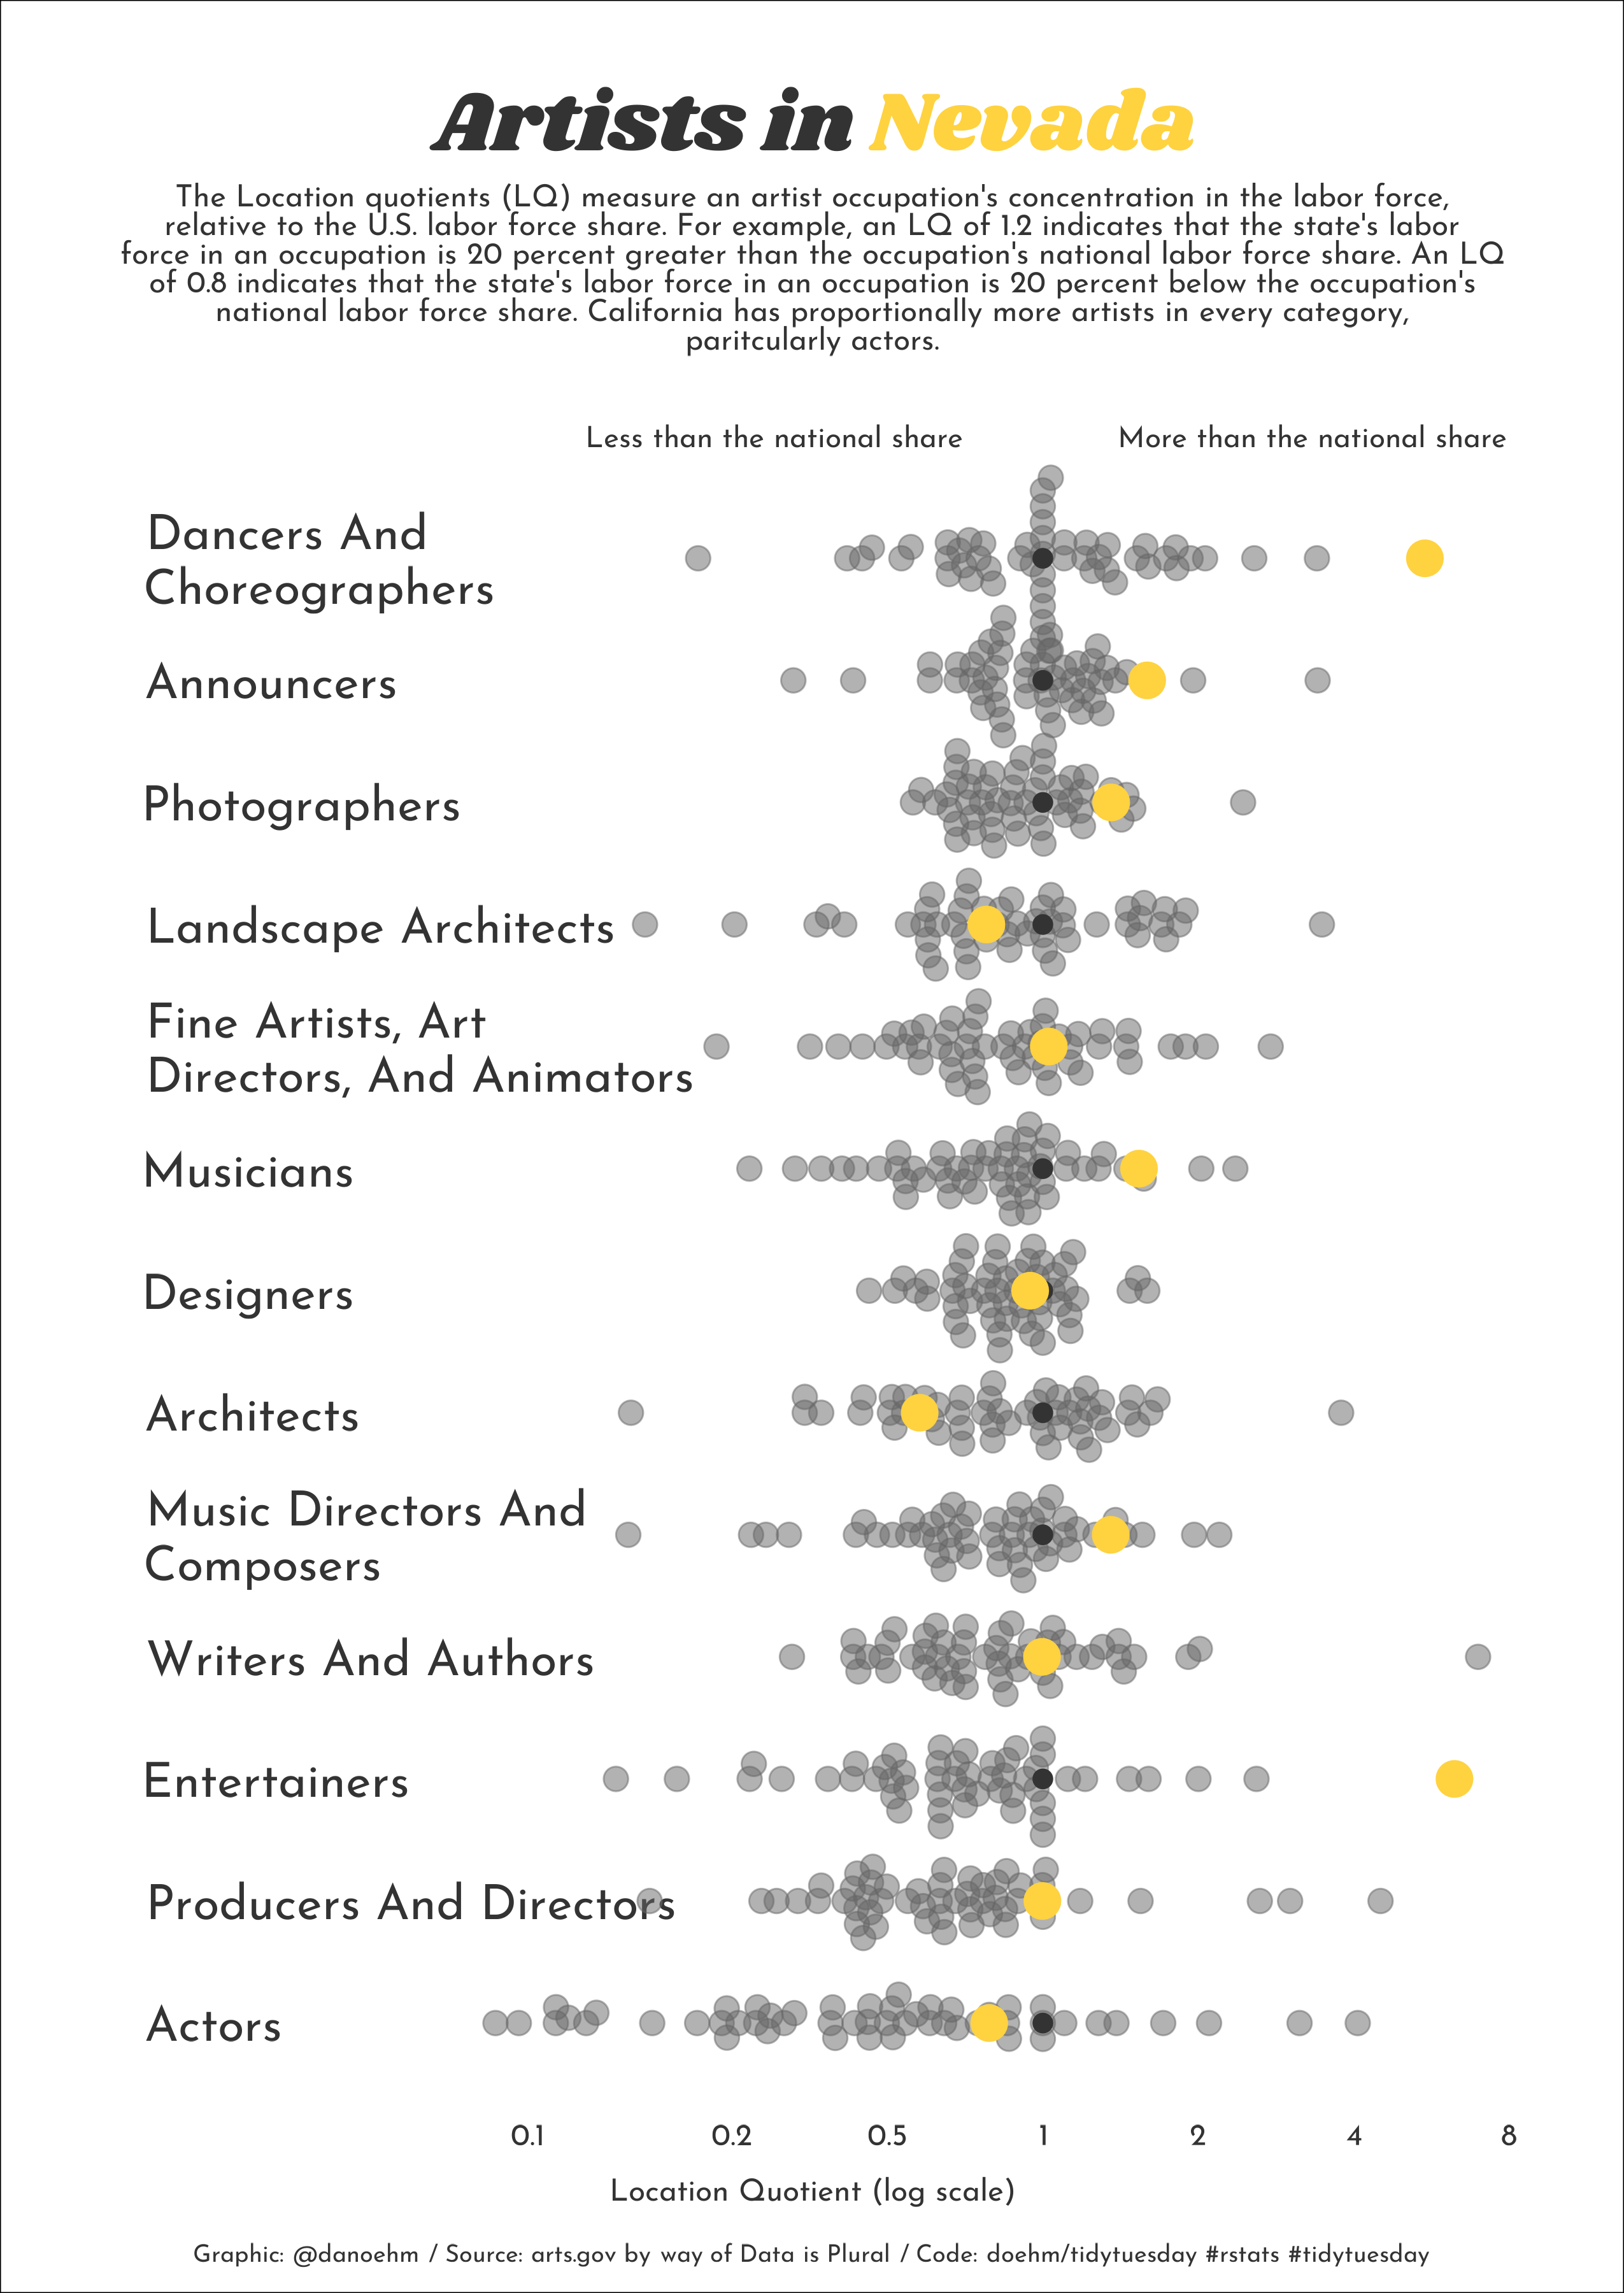 Artists in Nevada
The Location quotients (LQ) measure an artist occupation's concentration in the labor force,
relative to the U.S. labor force share. For example, an LQ of 1.2 indicates that the state's labor
force in an occupation is 20 percent greater than the occupation's national labor force share. An LQ
of 0.8 indicates that the state's labor force in an occupation is 20 percent below the occupation's
national labor force share. California has proportionally more artists in every category,
paritcularly actors.
Less than the national share
More than the national share
Dancers And
Choreographers
Announcers
Photographers
Landscape Architects
Fine Artists, Art
Directors, And Animators
Musicians
Designers
Architects
Music Directors And
Composers
Writers And Authors
Entertainers
Producers And Directors
Actors
0.1 0.2 0.5 1 2 4 8
Location Quotient (log scale)
Graphic: @danoehm / Source: arts.gov by way of Data is Plural / Code: doehm/tidytuesday #rstats #tidytuesday